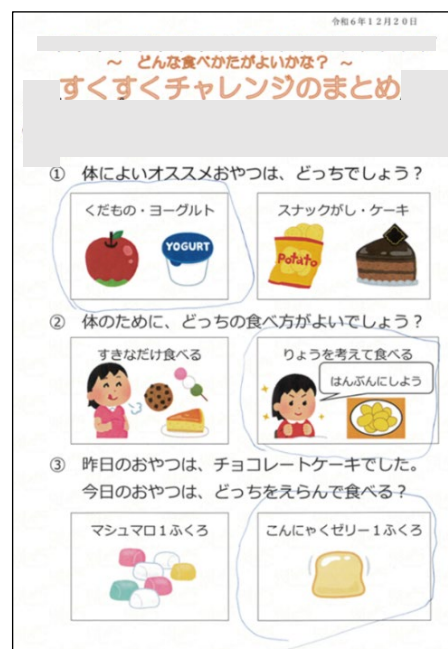 令和6年12月20日
～ どんな食べかたがよいかな？ ～
すくすくチャレンジのまとめ
① 体によいオススメおやつは、どっちでしょう？
くだもの・ヨーグルト
スナックがし・ケーキ
YOGURT
Potato
② 体のために、どっちの食べ方がよいでしょう？
すきなだけ食べる
りょうを考えて食べる
はんぶんにしよう
③ 昨日のおやつは、チョコレートケーキでした。
今日のおやつは、どっちをえらんで食べる？
マシュマロ1ふくろ
こんにゃくゼリー1ふくろ